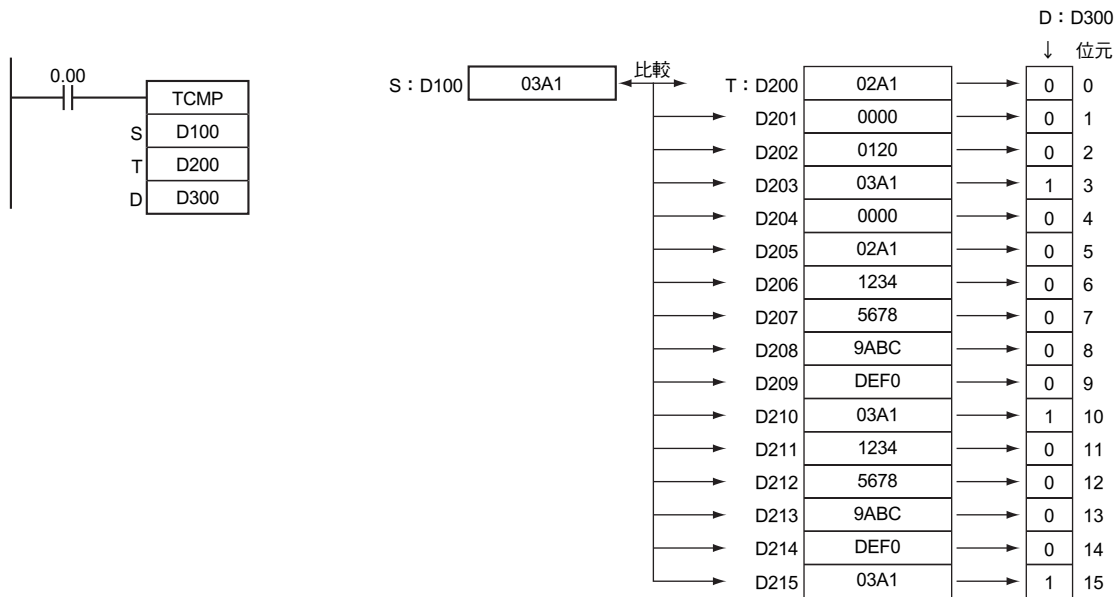 0.00
TCMP
S D100
T D200
D D300
D：D300
↓ 位元
S：D100 03A1 比較 T：D200 02A1 0 0
D201 0000 0 1
D202 0120 0 2
D203 03A1 1 3
D204 0000 0 4
D205 02A1 0 5
D206 1234 0 6
D207 5678 0 7
D208 9ABC 0 8
D209 DEF0 0 9
D210 03A1 1 10
D211 1234 0 11
D212 5678 0 12
D213 9ABC 0 13
D214 DEF0 0 14
D215 03A1 1 15